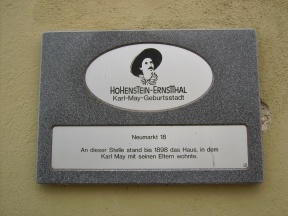 HOHENSTEIN-ERNSTTHAL
Karl-May-Geburtsstadt
Neumarkt 18
An dieser Stelle stand bis 1898 das Haus, in dem
Karl May mit seinen Eltern wohnte.